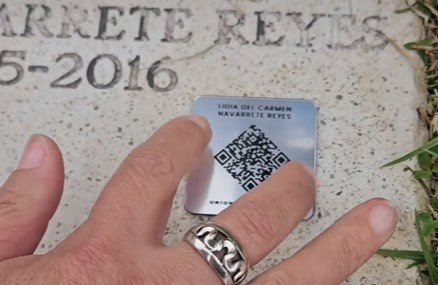 ARRETE REYES
5-2016
LIDIA DEL CARMEN
NAVARRETE REYES